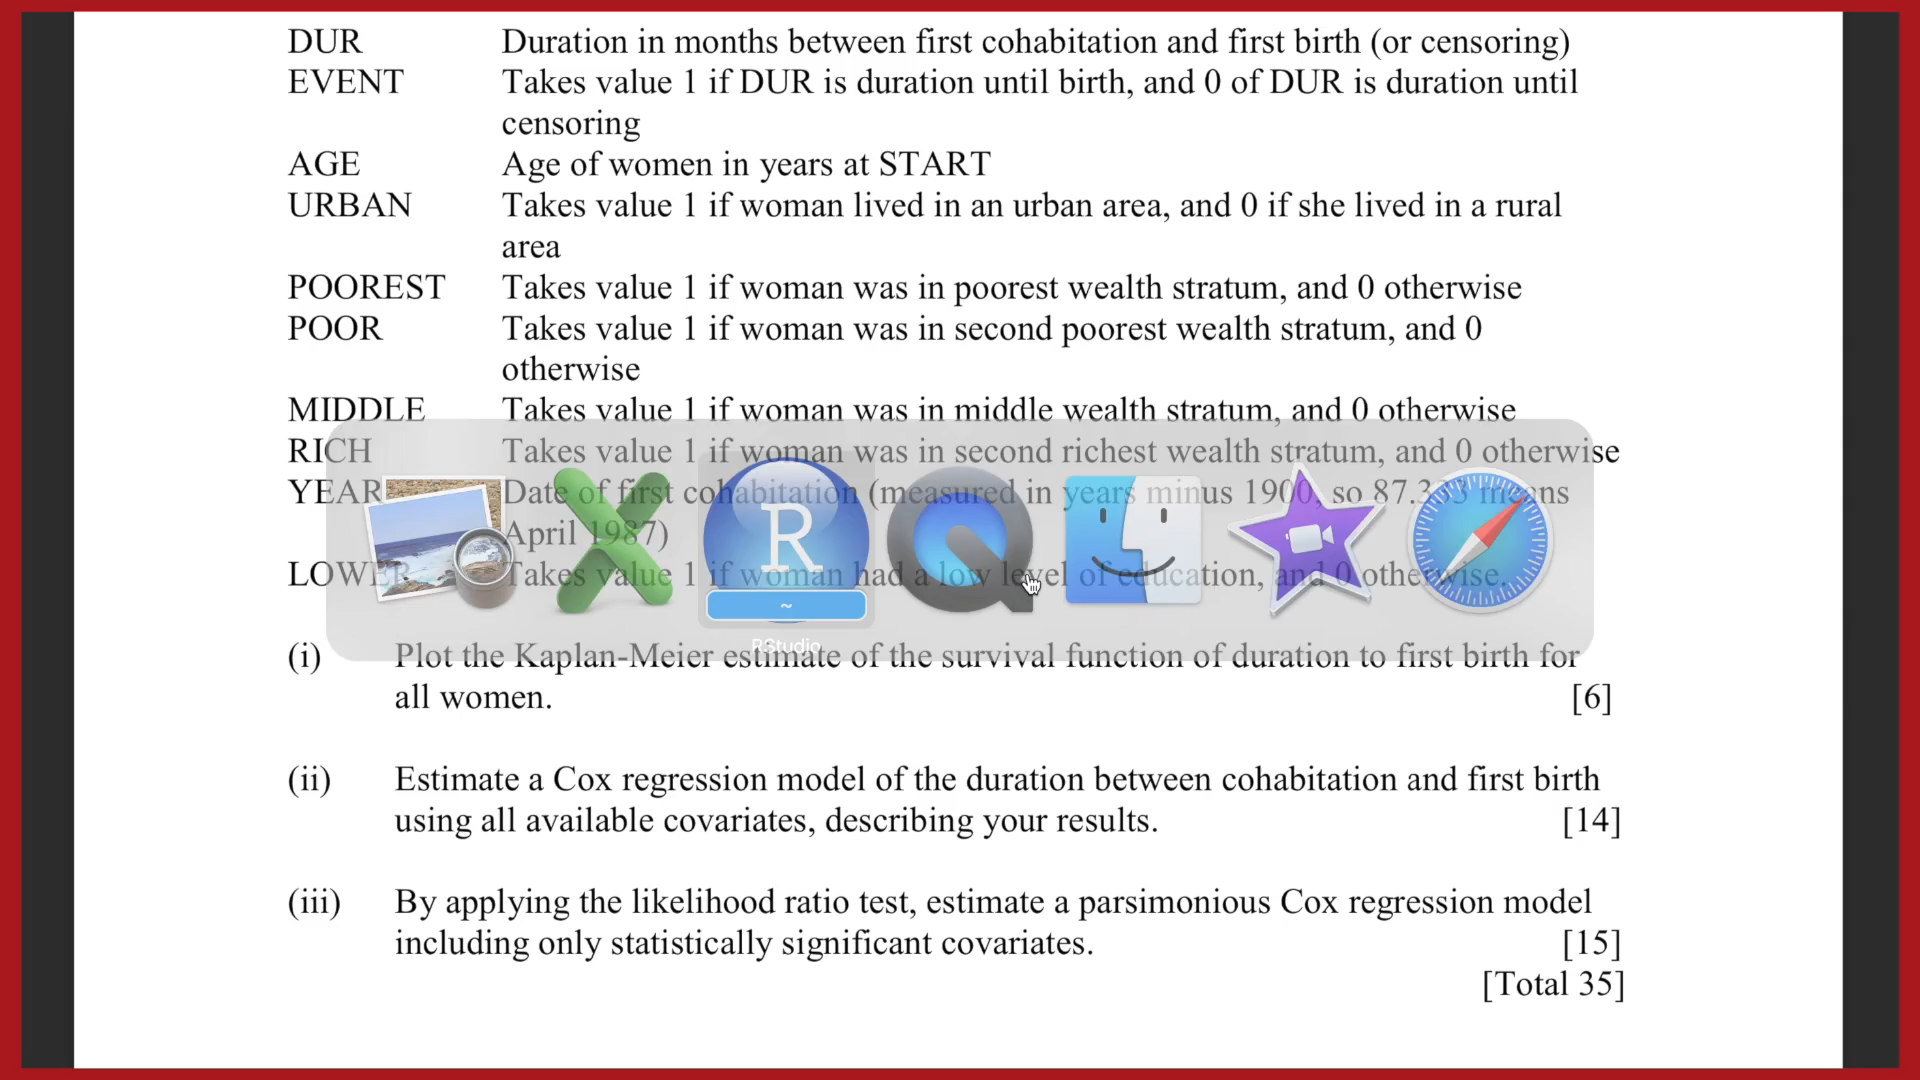 DUR Duration in months between first cohabitation and first birth (or censoring)
EVENT Takes value 1 if DUR is duration until birth, and 0 of DUR is duration until
censoring
AGE Age of women in years at START
URBAN Takes value 1 if woman lived in an urban area, and 0 if she lived in a rural
area
POOREST Takes value 1 if woman was in poorest wealth stratum, and 0 otherwise
POOR Takes value 1 if woman was in second poorest wealth stratum, and 0
otherwise
MIDDLE Takes value 1 if woman was in middle wealth stratum, and 0 otherwise
RICH Takes value 1 if woman was in second richest wealth stratum, and 0 otherwise
YEAR Date of first cohabitation (measured in years minus 1900, so 87.333 means
April 1987)
LOWER Takes value 1 if woman had a low level of education, and 0 otherwise.
R
~
RStudio
(i) Plot the Kaplan-Meier estimate of the survival function of duration to first birth for
all women. [6]
(ii) Estimate a Cox regression model of the duration between cohabitation and first birth
using all available covariates, describing your results. [14]
(iii) By applying the likelihood ratio test, estimate a parsimonious Cox regression model
including only statistically significant covariates. [15]
[Total 35]